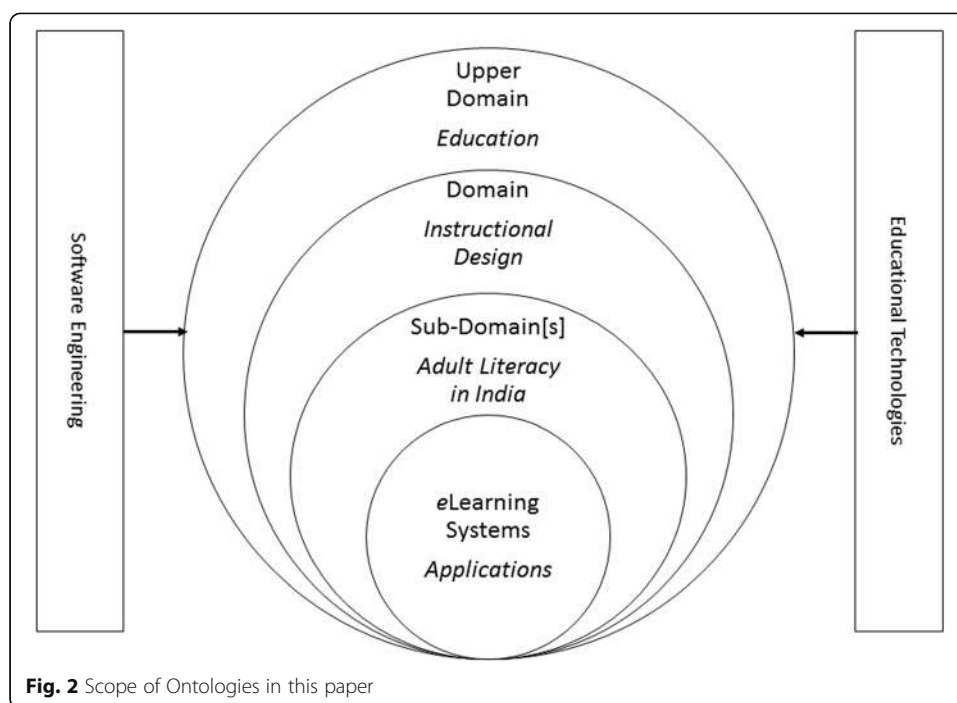 Software Engineering
Upper
Domain
Education
Domain
Instructional
Design
Sub-Domain[s]
Adult Literacy
in India
eLearning
Systems
Applications
Educational Technologies
Fig. 2 Scope of Ontologies in this paper